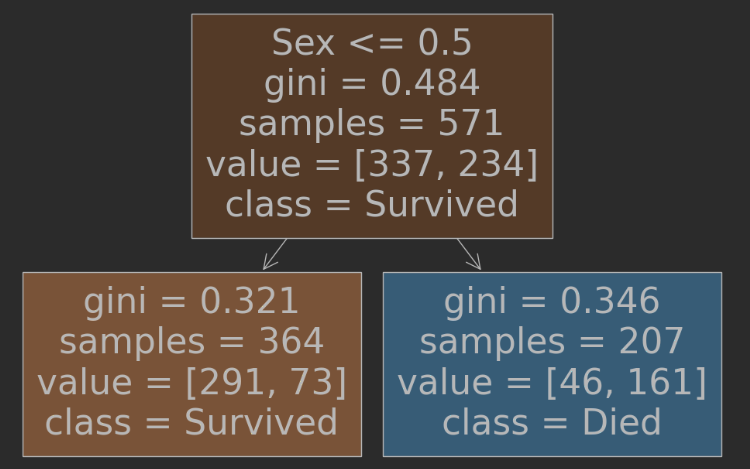 Sex <= 0.5
gini = 0.484
samples = 571
value = [337, 234]
class = Survived
gini = 0.321
samples = 364
value = [291, 73]
class = Survived
gini = 0.346
samples = 207
value = [46, 161]
class = Died